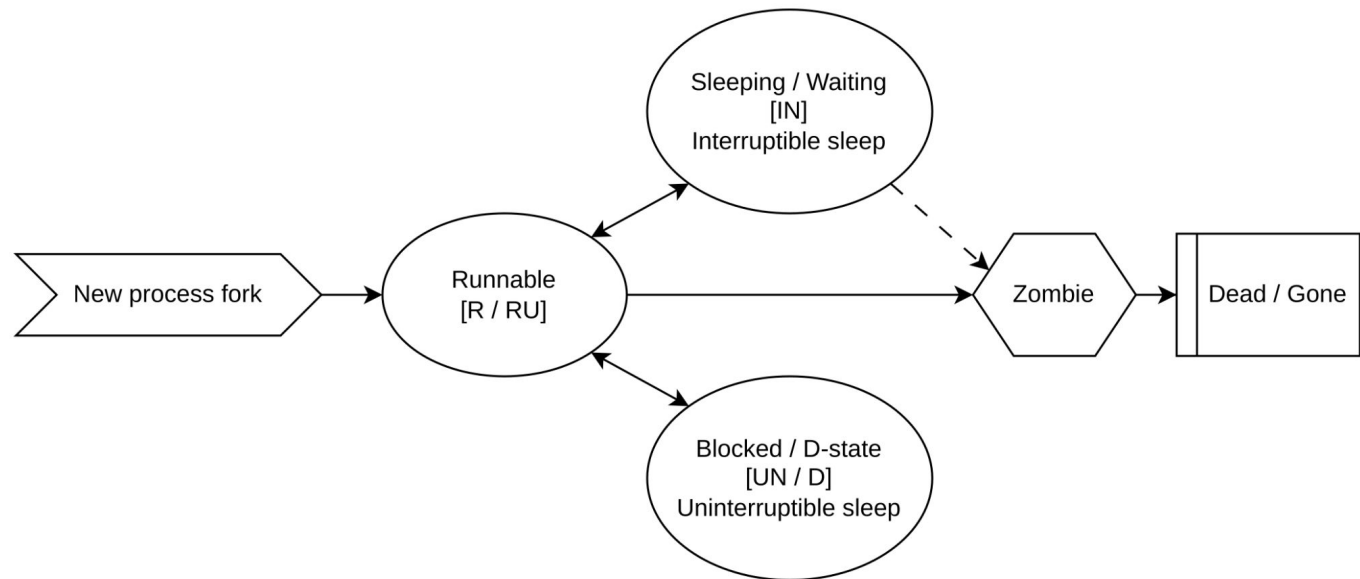 Sleeping / Waiting
[IN]
Interruptible sleep
New process fork
Runnable
[R / RU]
Zombie
Dead / Gone
Blocked / D-state
[UN / D]
Uninterruptible sleep